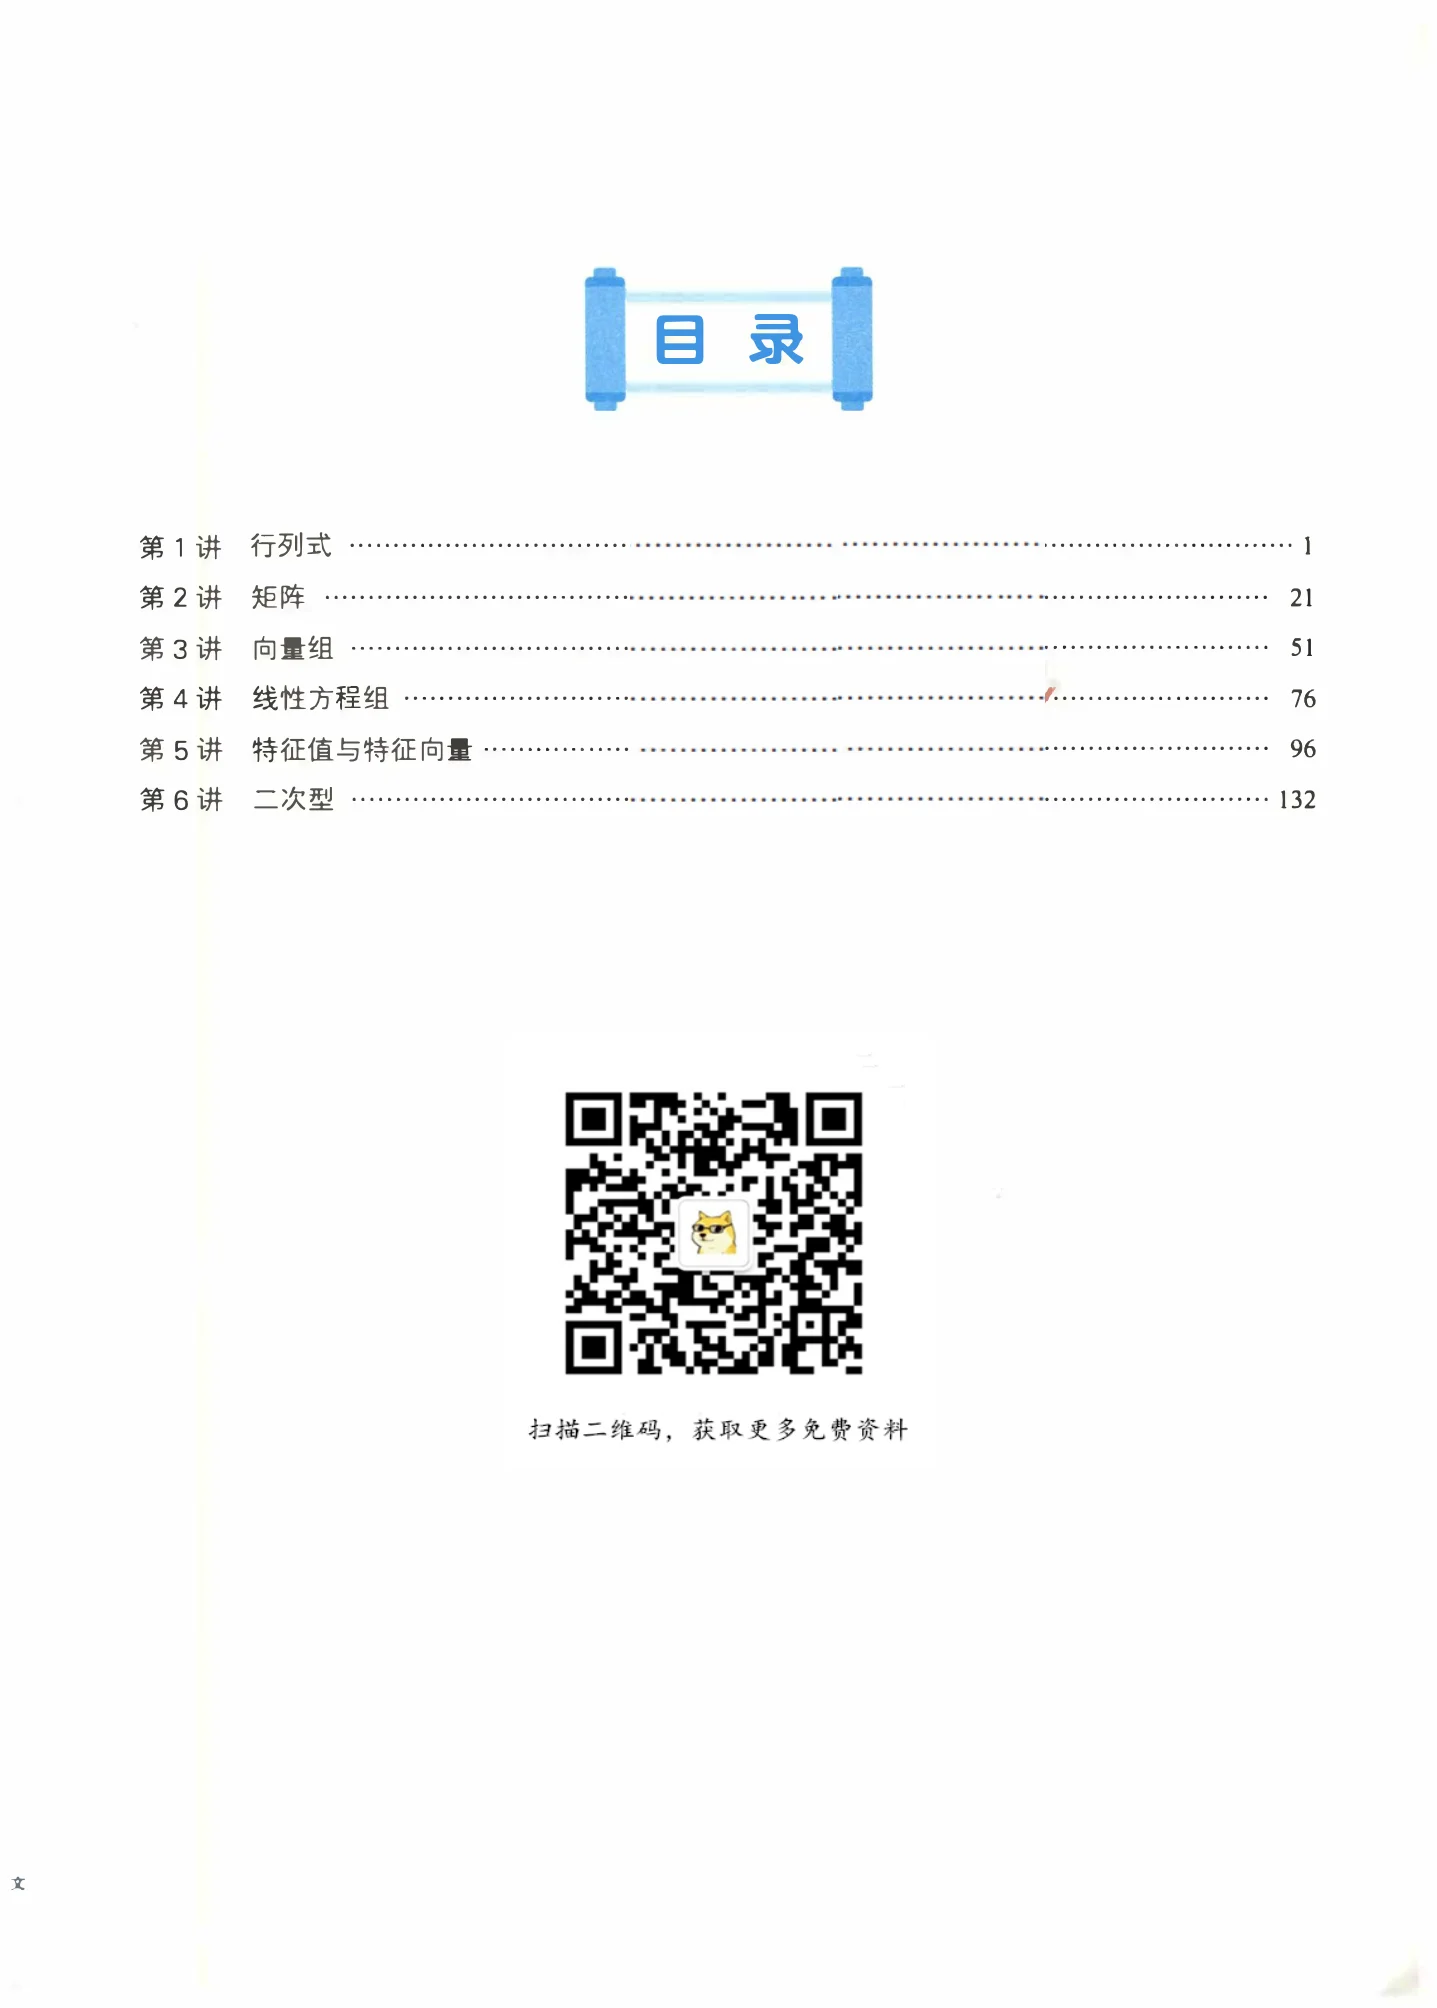 目 录
第 1 讲 行列式 ········ 1
第 2 讲 矩阵 ········ 21
第 3 讲 向量组 ········ 51
第 4 讲 线性方程组 ········ 76
第 5 讲 特征值与特征向量 ········ 96
第 6 讲 二次型 ········ 132
扫描二维码，获取更多免费资料
文